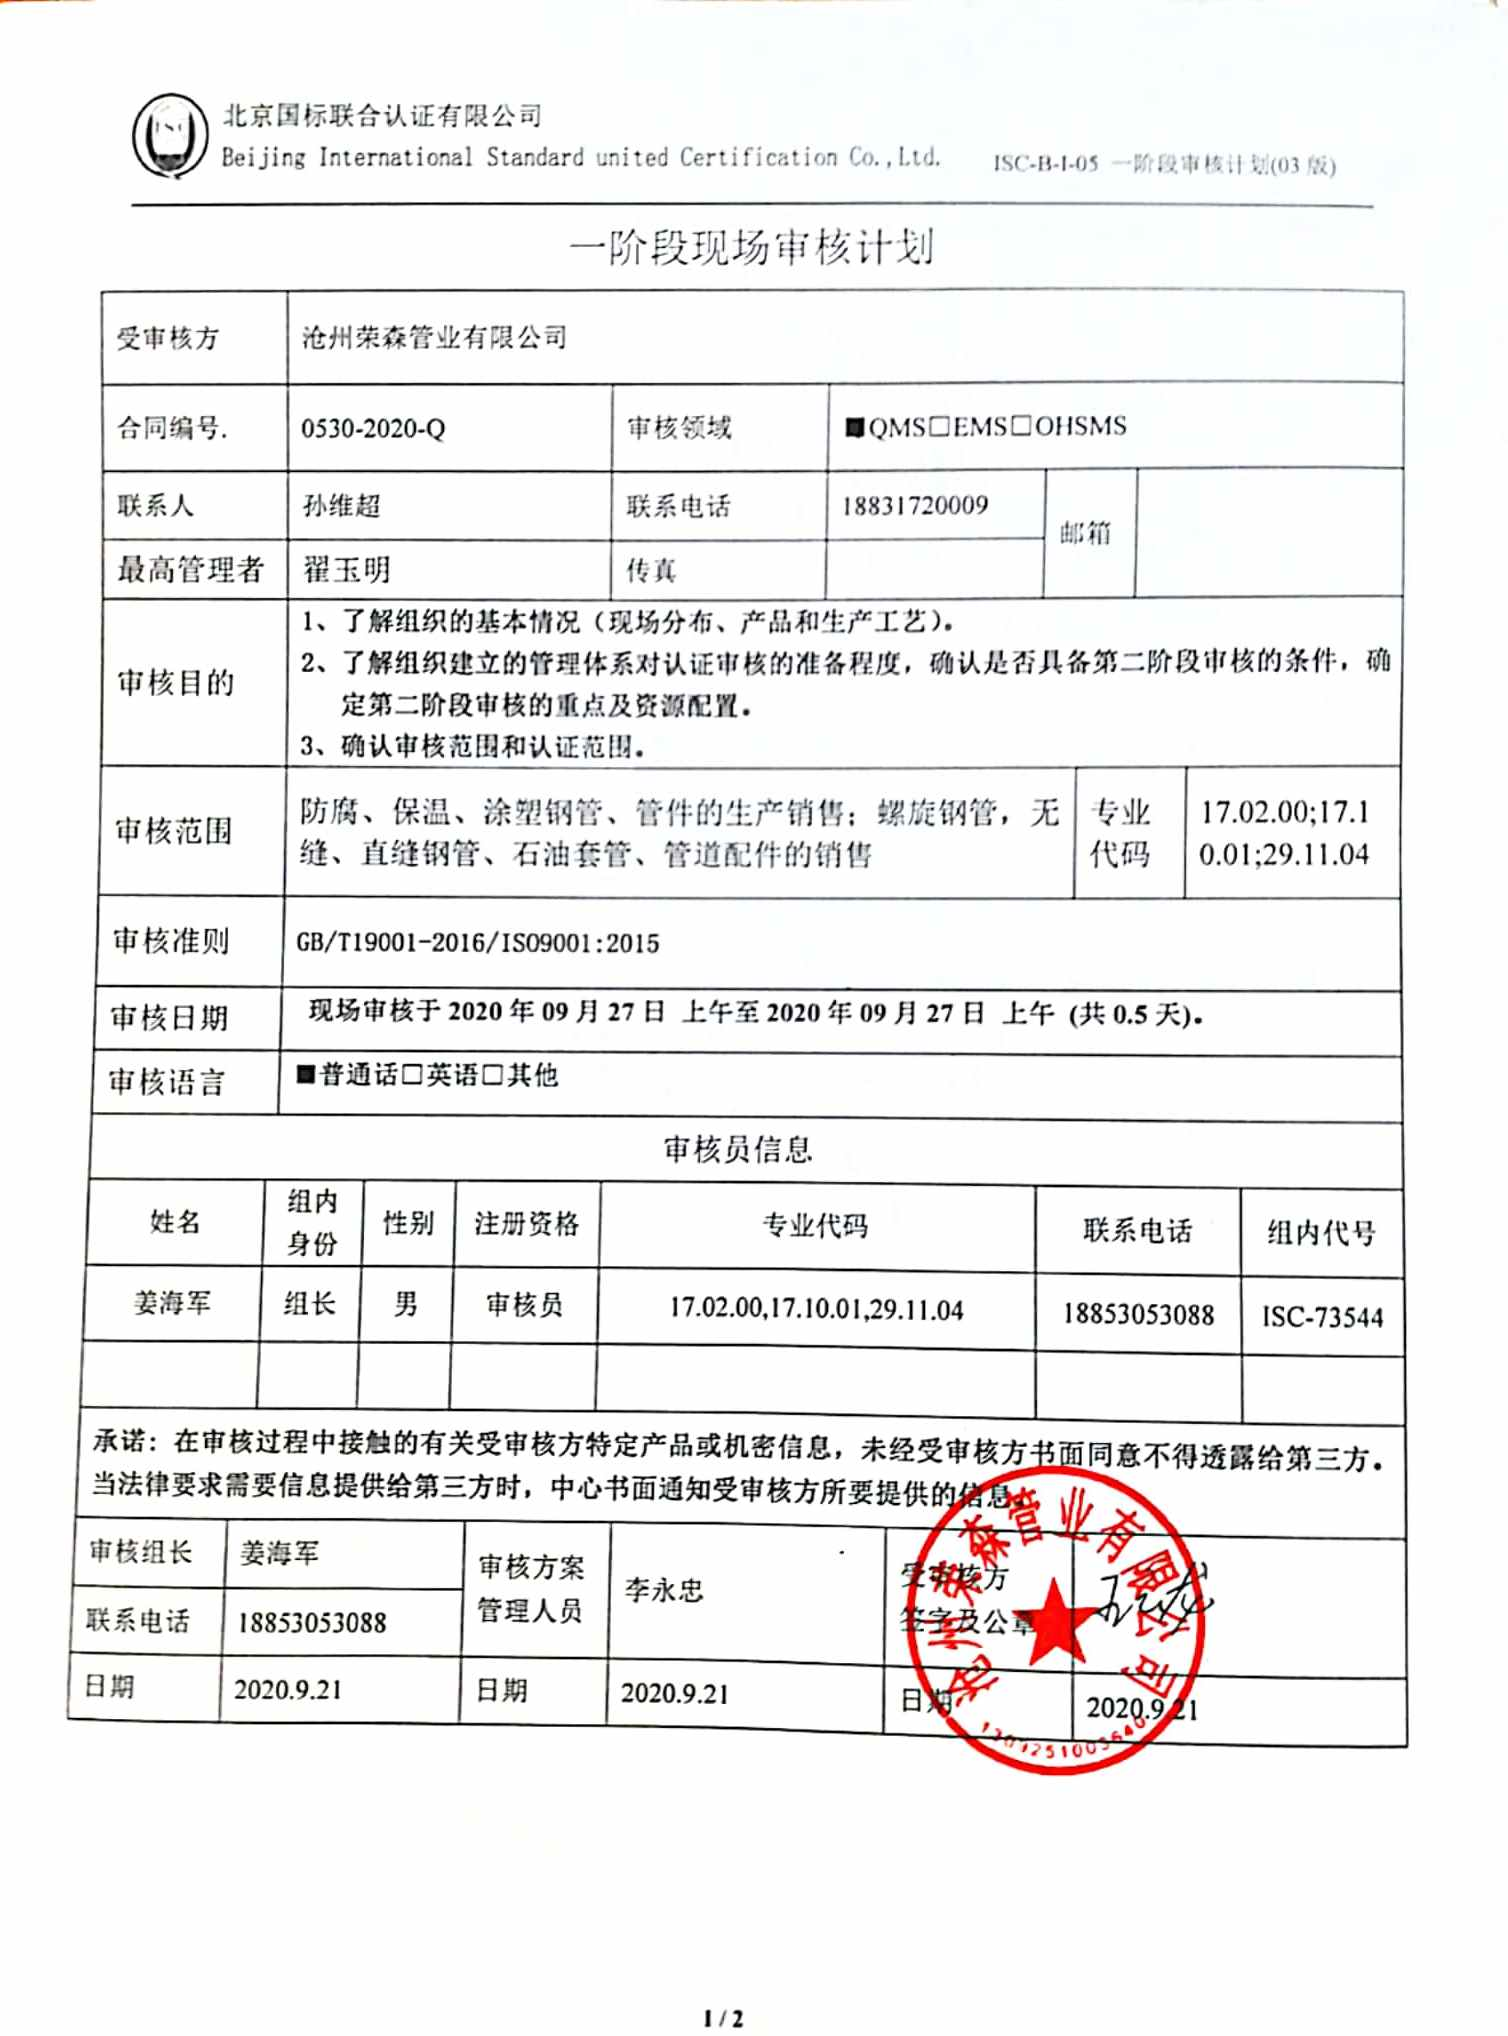 ISC
北京国标联合认证有限公司
Beijing International Standard united Certification Co.,Ltd.
ISC-B-I-05 一阶段审核计划(03 版)
一阶段现场审核计划
受审核方 沧州荣森管业有限公司
合同编号. 0530-2020-Q 审核领域 ■QMS□EMS□OHSMS
联系人 孙维超 联系电话 18831720009 邮箱
最高管理者 翟玉明 传真
审核目的
1、了解组织的基本情况（现场分布、产品和生产工艺）。
2、了解组织建立的管理体系对认证审核的准备程度，确认是否具备第二阶段审核的条件，确
定第二阶段审核的重点及资源配置。
3、确认审核范围和认证范围。
审核范围
防腐、保温、涂塑钢管、管件的生产销售；螺旋钢管，无
缝、直缝钢管、石油套管、管道配件的销售
专业
代码
17.02.00;17.1
0.01;29.11.04
审核准则 GB/T19001-2016/ISO9001:2015
审核日期 现场审核于 2020 年 09 月 27 日 上午至 2020 年 09 月 27 日 上午 (共 0.5 天)。
审核语言 ■普通话□英语□其他
审核员信息
姓名 组内身份 性别 注册资格 专业代码 联系电话 组内代号
姜海军 组长 男 审核员 17.02.00,17.10.01,29.11.04 18853053088 ISC-73544
承诺：在审核过程中接触的有关受审核方特定产品或机密信息，未经受审核方书面同意不得透露给第三方。
当法律要求需要信息提供给第三方时，中心书面通知受审核方所要提供的信息。
审核组长 姜海军
审核方案
管理人员
李永忠
受审核方
签字及公章
联系电话 18853053088
日期 2020.9.21 日期 2020.9.21 日期 2020.9.21
沧州荣森管业有限公司
1/2